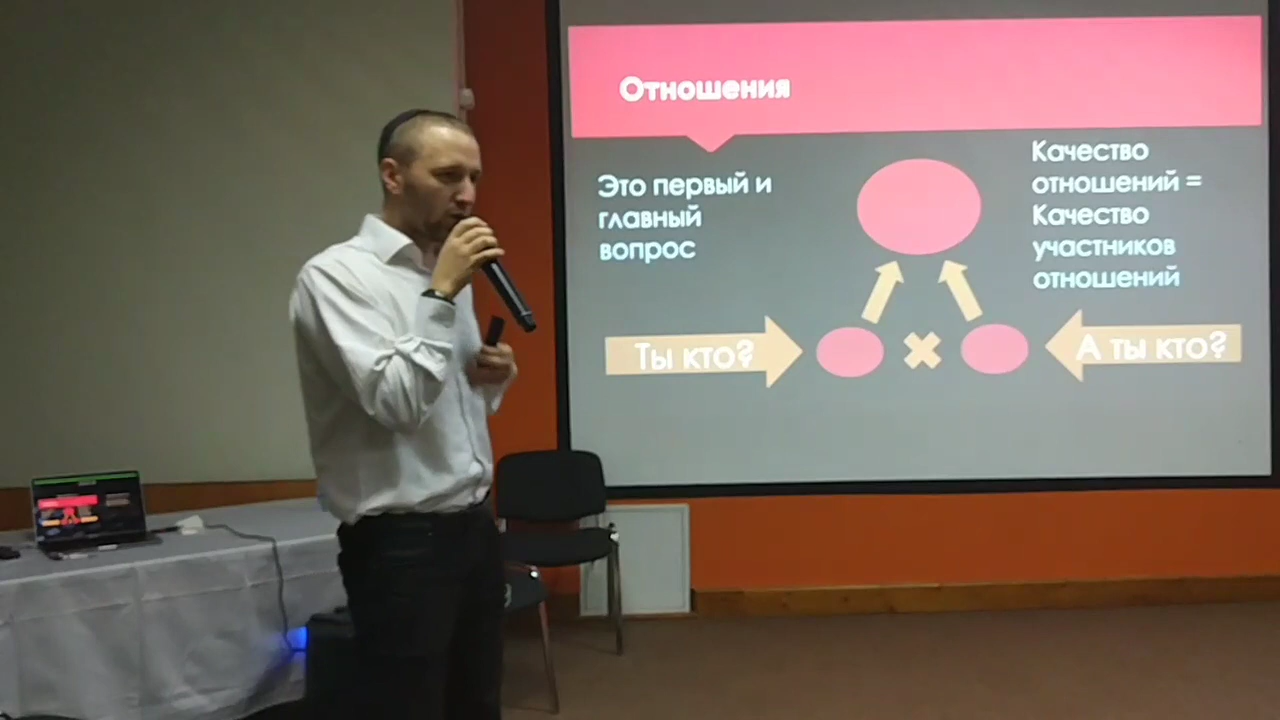 Отношения
Это первый и
главный
вопрос
Качество
отношений =
Качество
участников
отношений
Ты кто?
А ты кто?